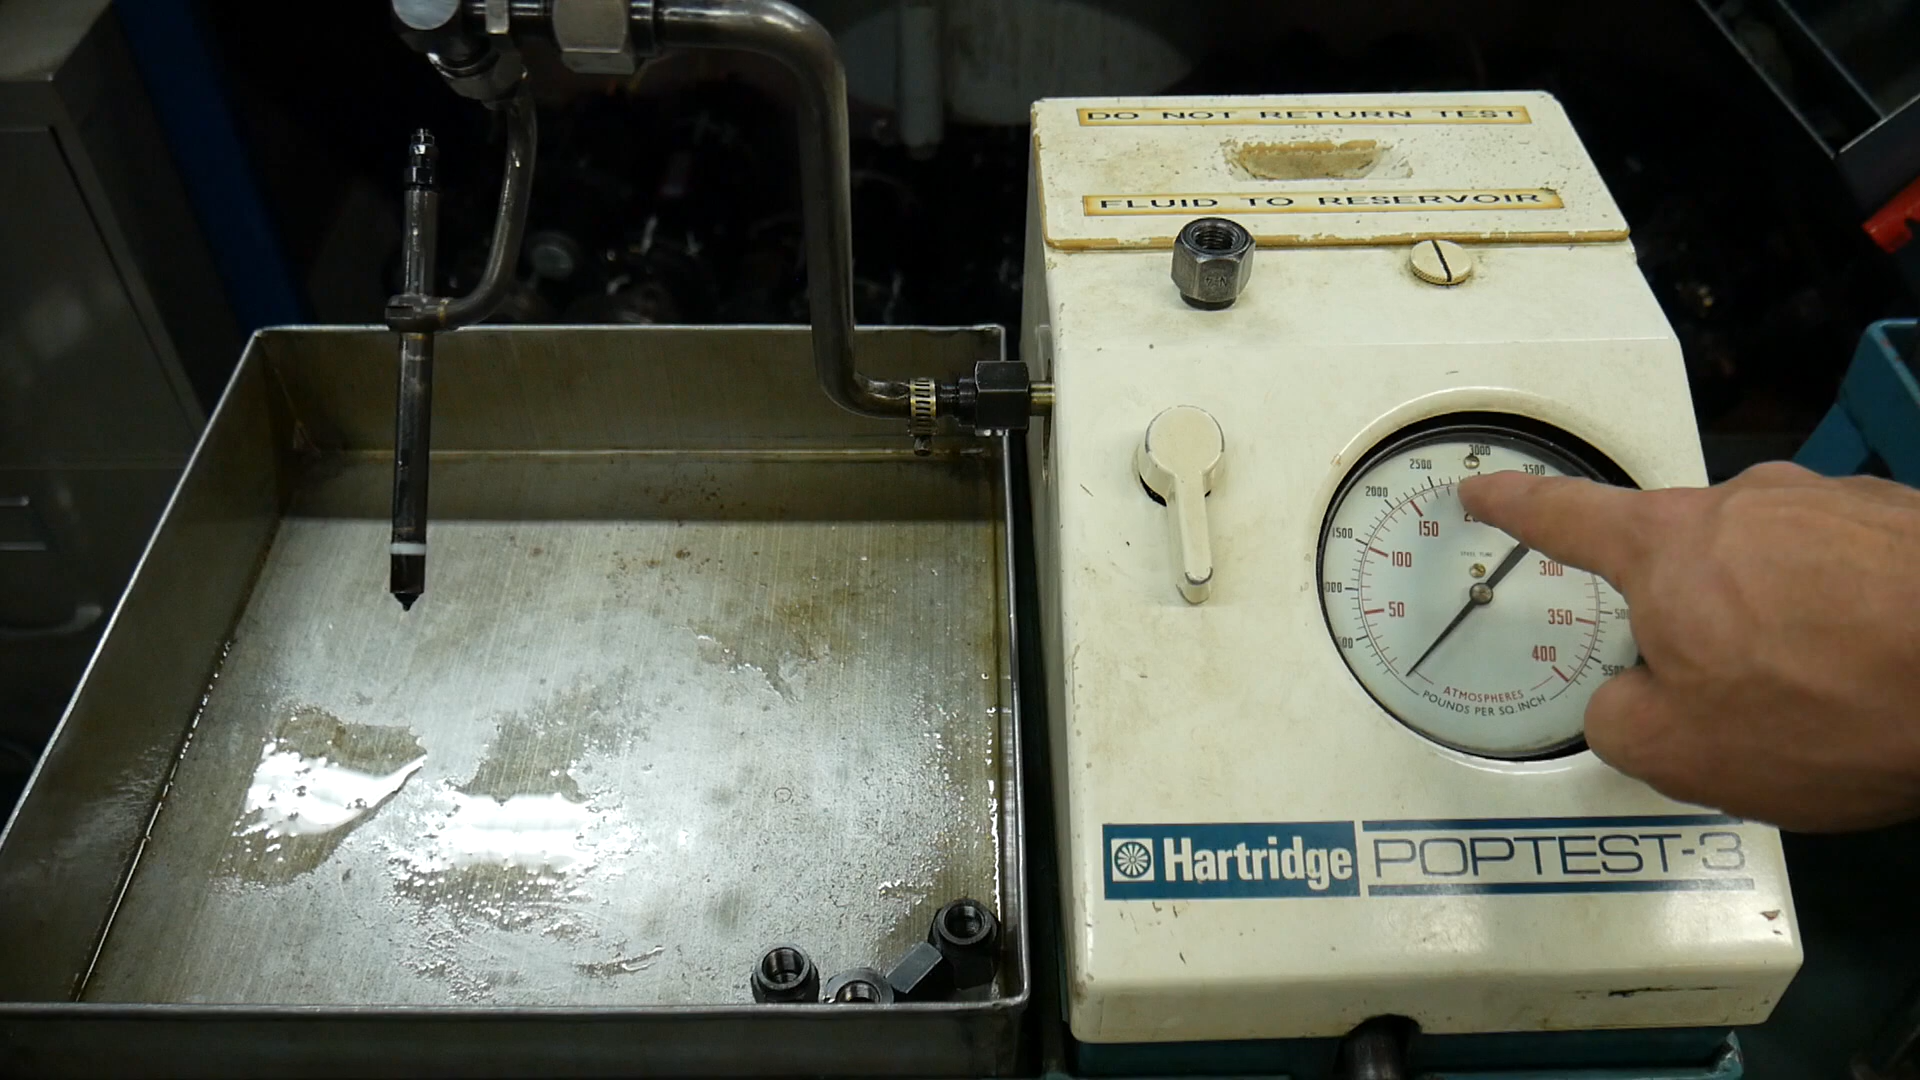 DO NOT RETURN TEST
FLUID TO RESERVOIR
3000
2500
3500
2000
150
1500
100
300
50
350
400
ATMOSPHERES
POUNDS PER SQ. INCH
Hartridge POPTEST-3